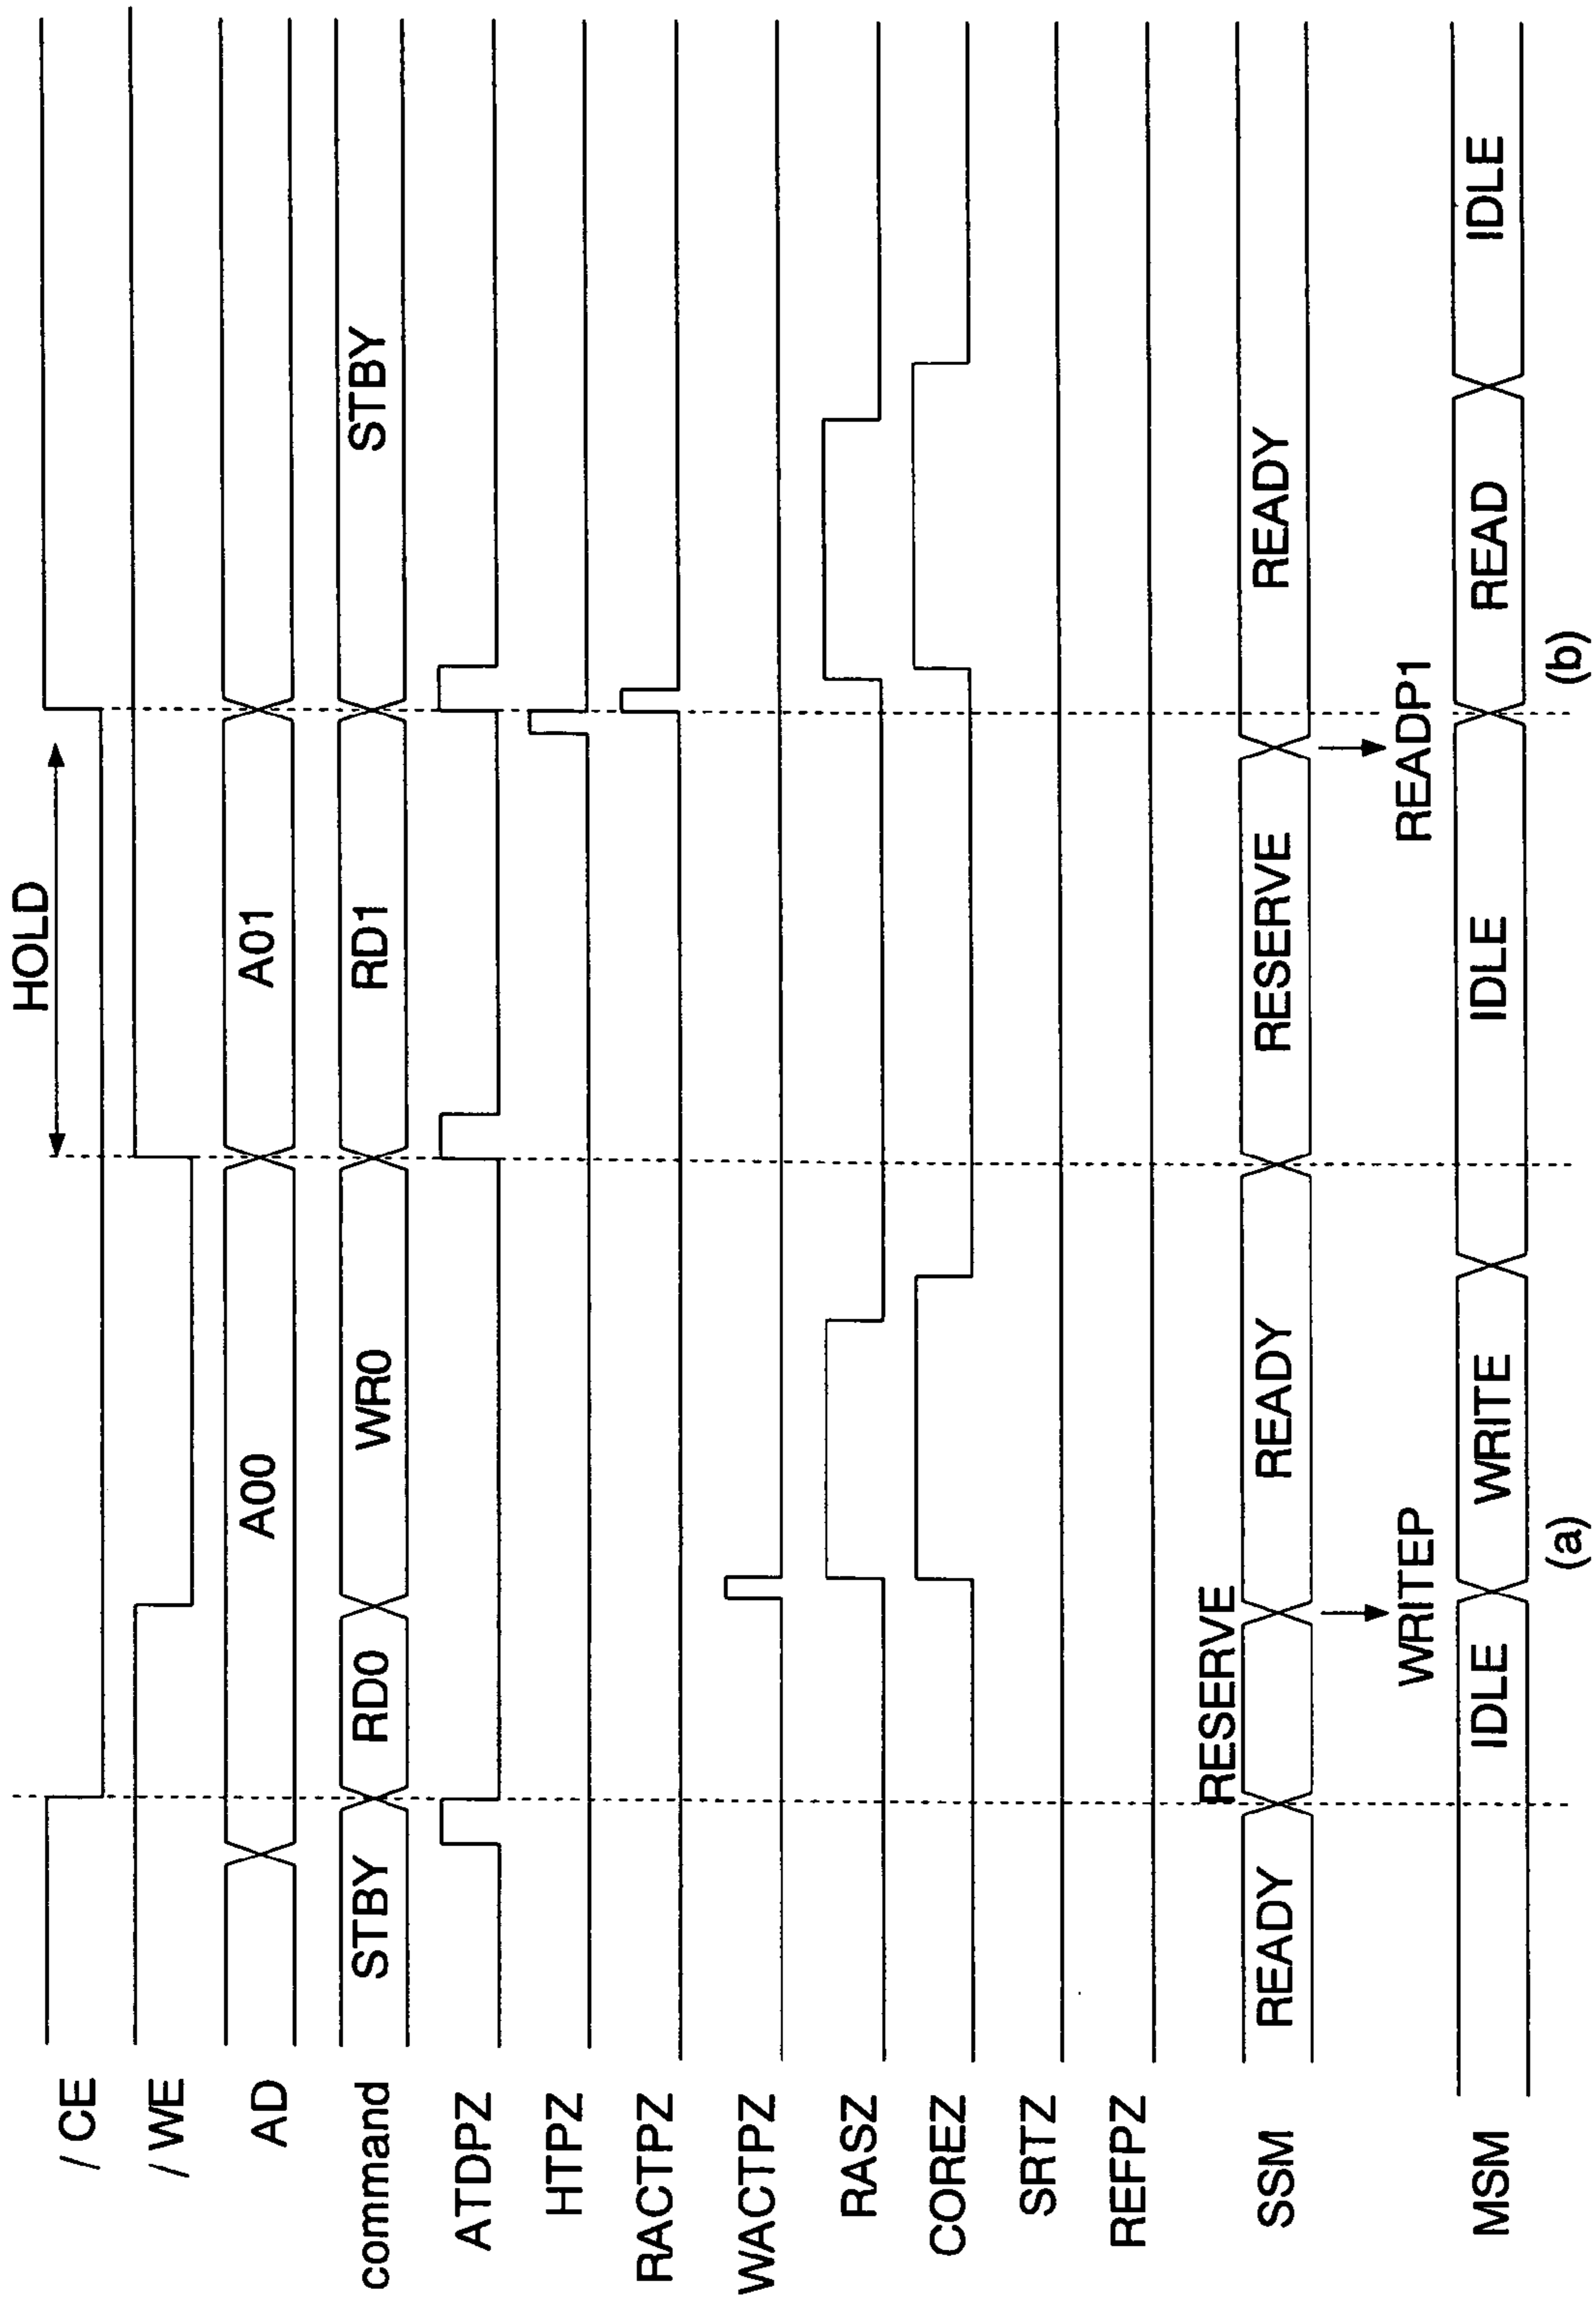 HOLD
/ CE
/ WE
AD A00 A01
command STBY RD0 WR0 RD1 STBY
ATDPZ
HTPZ
RACTPZ
WACTPZ
RASZ
COREZ
SRTZ
REFPZ
RESERVE
SSM READY READY RESERVE READY
WRITEP READP1
MSM IDLE WRITE IDLE READ IDLE
(a) (b)